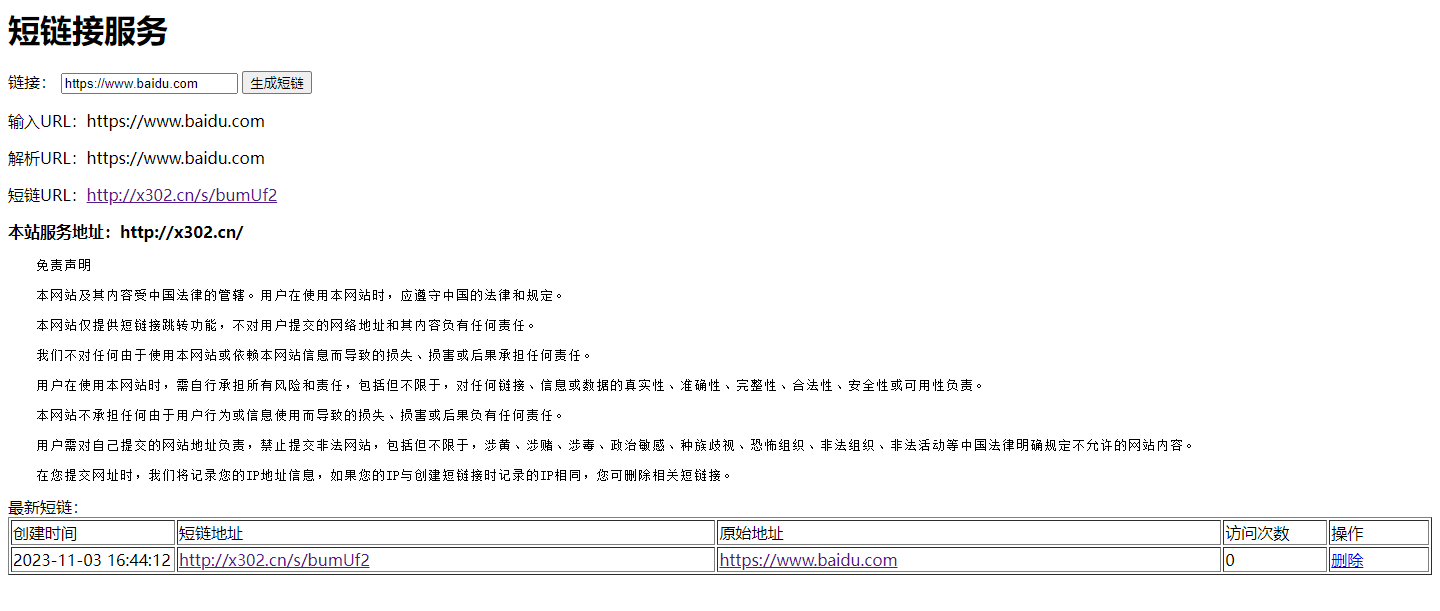 短链接服务
链接： https://www.baidu.com 生成短链
输入URL：https://www.baidu.com
解析URL：https://www.baidu.com
短链URL：http://x302.cn/s/bumUf2
本站服务地址：http://x302.cn/
免责声明
本网站及其内容受中国法律的管辖。用户在使用本网站时，应遵守中国的法律和规定。
本网站仅提供短链接跳转功能，不对用户提交的网络地址和其内容负有任何责任。
我们不对任何由于使用本网站或依赖本网站信息而导致的损失、损害或后果承担任何责任。
用户在使用本网站时，需自行承担所有风险和责任，包括但不限于，对任何链接、信息或数据的真实性、准确性、完整性、合法性、安全性或可用性负责。
本网站不承担任何由于用户行为或信息使用而导致的损失、损害或后果负有任何责任。
用户需对自己提交的网站地址负责，禁止提交非法网站，包括但不限于，涉黄、涉赌、涉毒、政治敏感、种族歧视、恐怖组织、非法组织、非法活动等中国法律明确规定不允许的网站内容。
在您提交网址时，我们将记录您的IP地址信息，如果您的IP与创建短链接时记录的IP相同，您可删除相关短链接。
最新短链：
创建时间 短链地址 原始地址 访问次数 操作
2023-11-03 16:44:12 http://x302.cn/s/bumUf2 https://www.baidu.com 0 删除